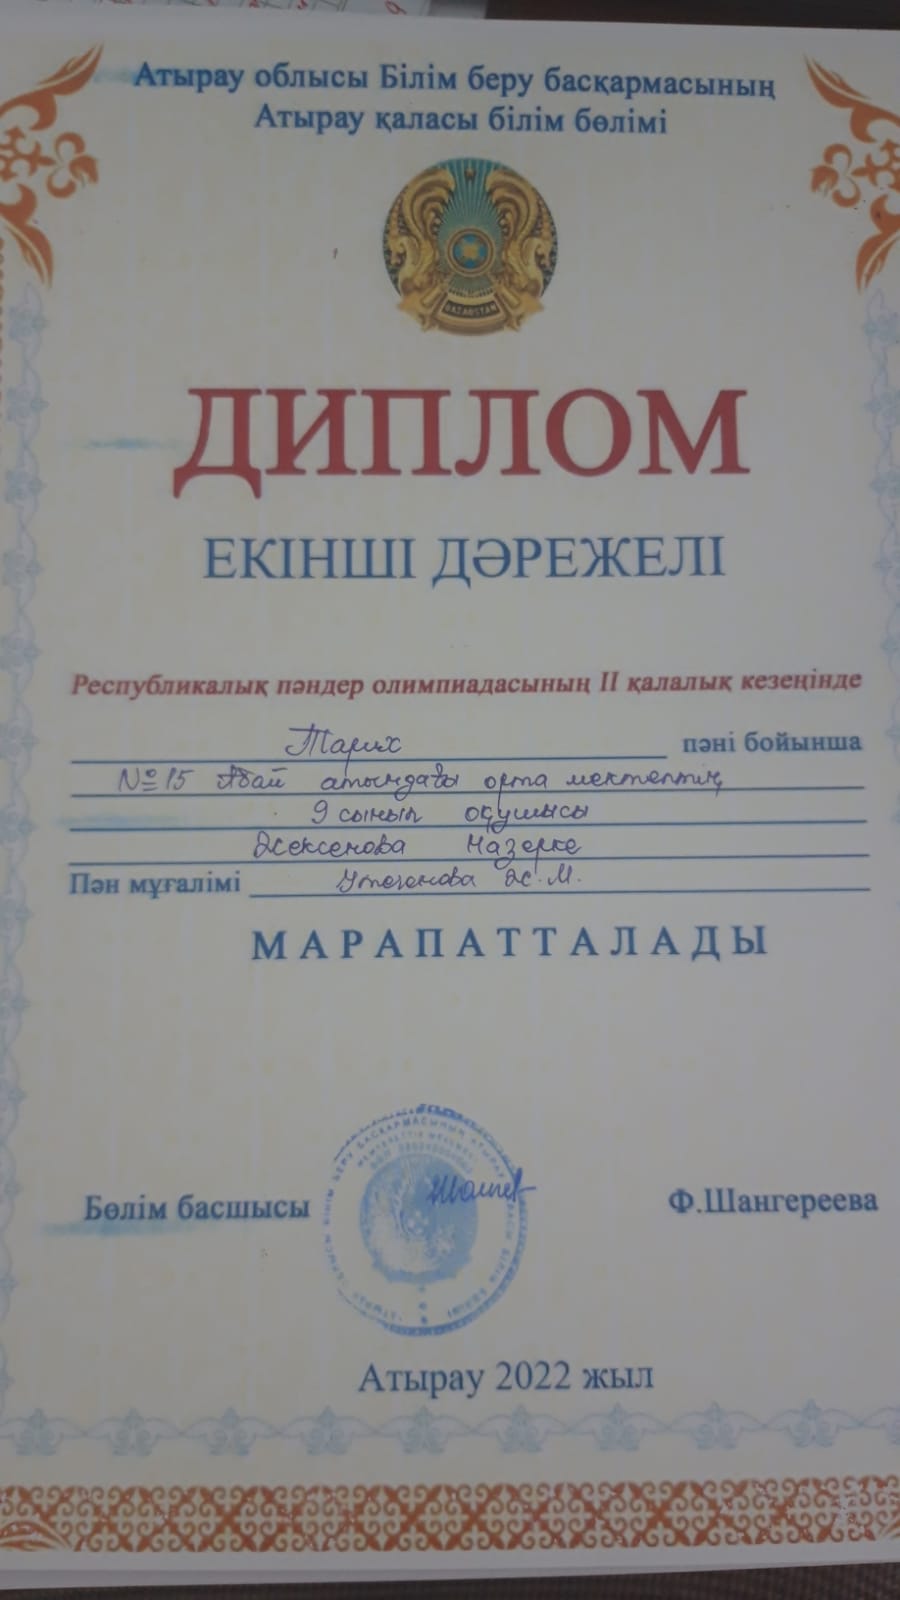 Атырау облысы Білім беру басқармасының
Атырау қаласы білім бөлімі
QAZAQSTAN
ДИПЛОМ
ЕКІНШІ ДӘРЕЖЕЛІ
Республикалық пәндер олимпиадасының II қалалық кезеңінде
Тарих пәні бойынша
№15 Абай атындағы орта мектептің
9 сынып оқушысы
Жексенова Назерке
Пән мұғалімі Утегенова Ж.М.
МАРАПАТТАЛАДЫ
Бөлім басшысы Ф.Шангереева
Атырау 2022 жыл